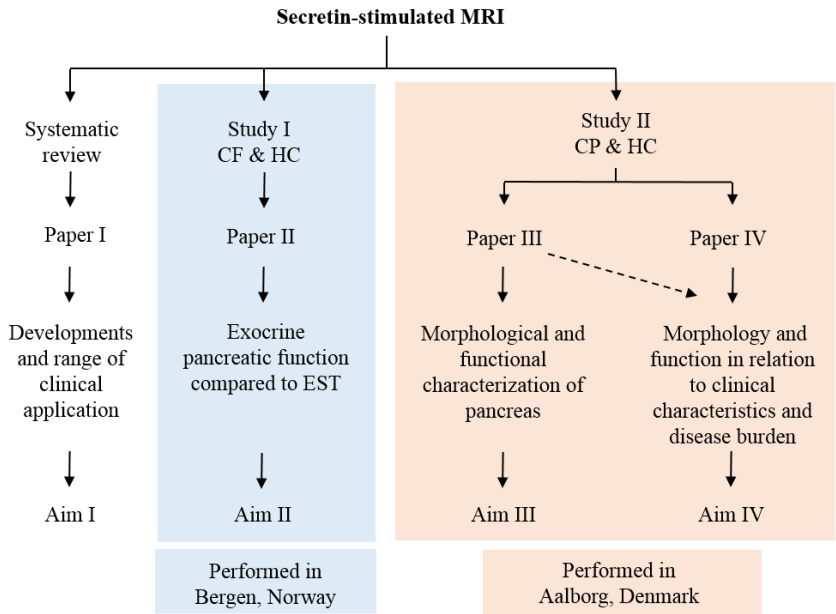 Secretin-stimulated MRI
Systematic
review
Paper I
Developments
and range of
clinical
application
Aim I
Study I
CF & HC
Paper II
Exocrine
pancreatic function
compared to EST
Aim II
Performed in
Bergen, Norway
Study II
CP & HC
Paper III
Morphological and
functional
characterization of
pancreas
Aim III
Paper IV
Morphology and
function in relation
to clinical
characteristics and
disease burden
Aim IV
Performed in
Aalborg, Denmark